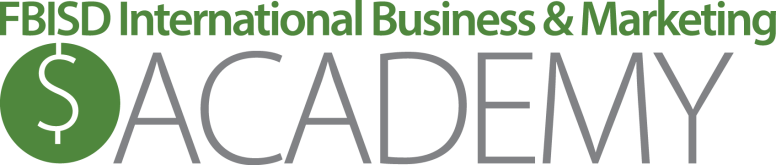 FBISD International Business & Marketing
$ ACADEMY